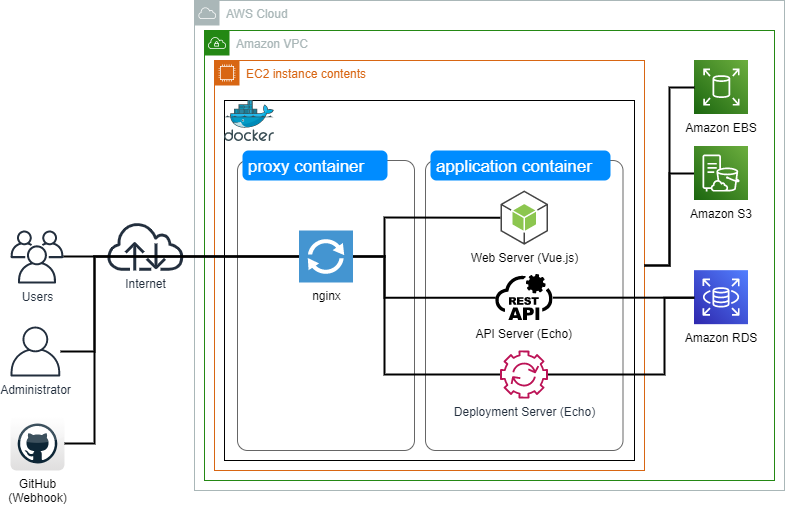 AWS Cloud
Amazon VPC
EC2 instance contents
docker
proxy container
application container
Amazon EBS
Amazon S3
Web Server (Vue.js)
Users
Internet
nginx
REST
API
API Server (Echo)
Amazon RDS
Administrator
Deployment Server (Echo)
GitHub
(Webhook)